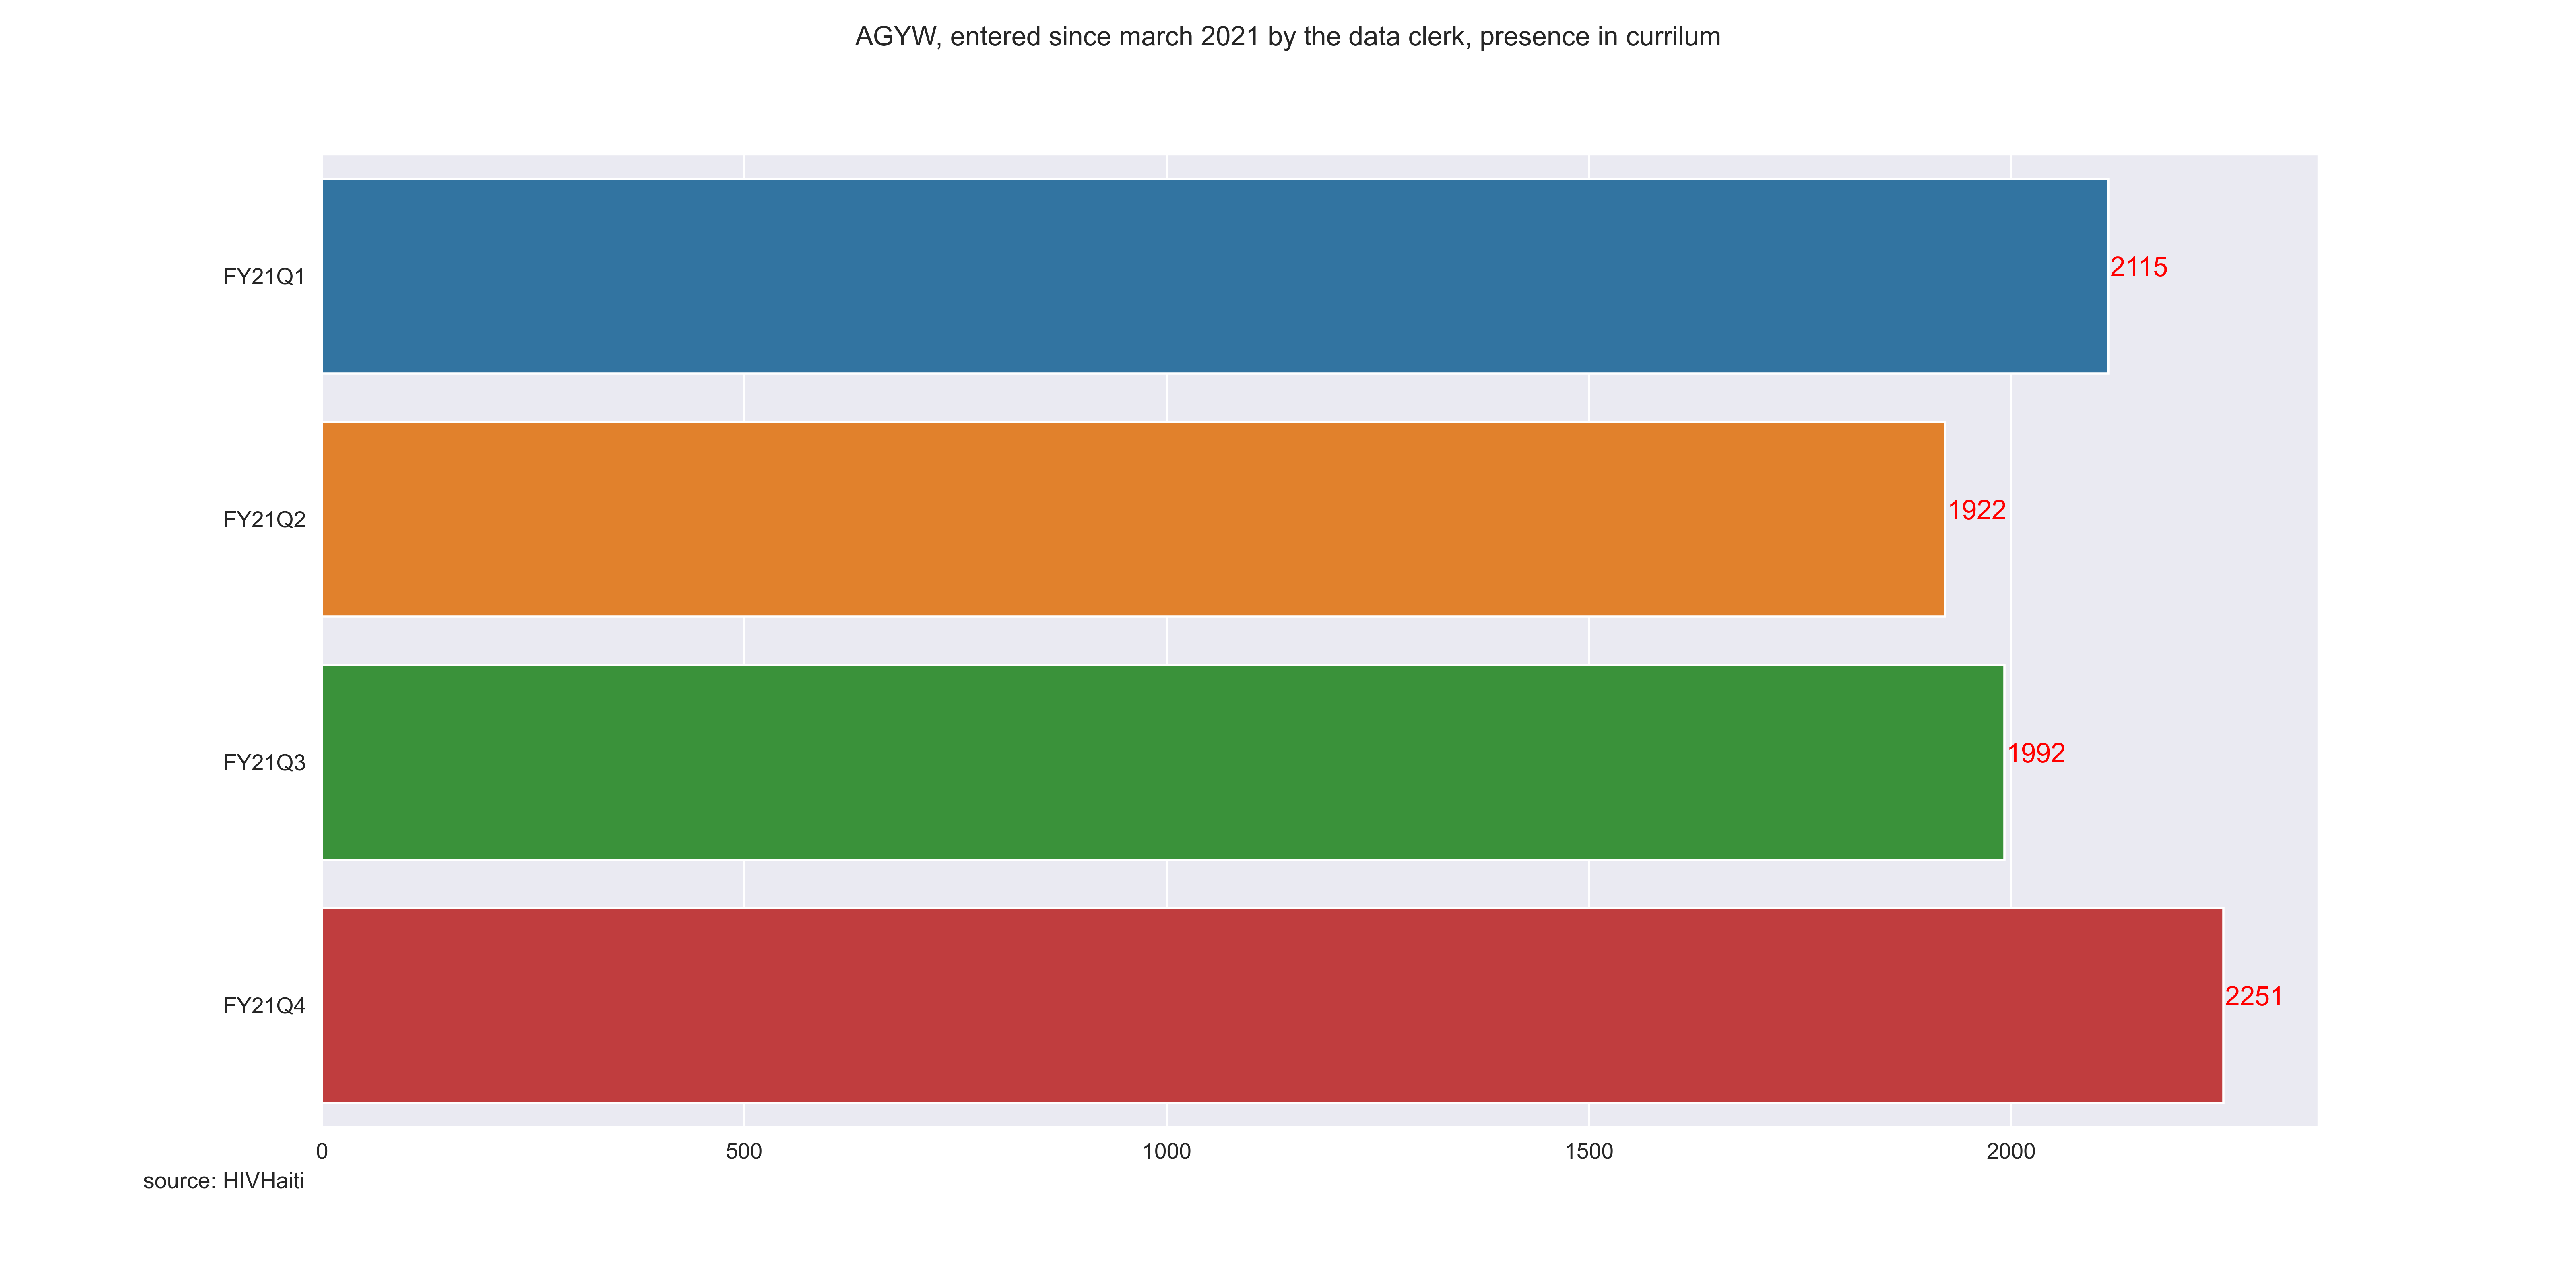 AGYW, entered since march 2021 by the data clerk, presence in currilum
FY21Q1
2115
FY21Q2
1922
FY21Q3
1992
FY21Q4
2251
0 500 1000 1500 2000
source: HIVHaiti